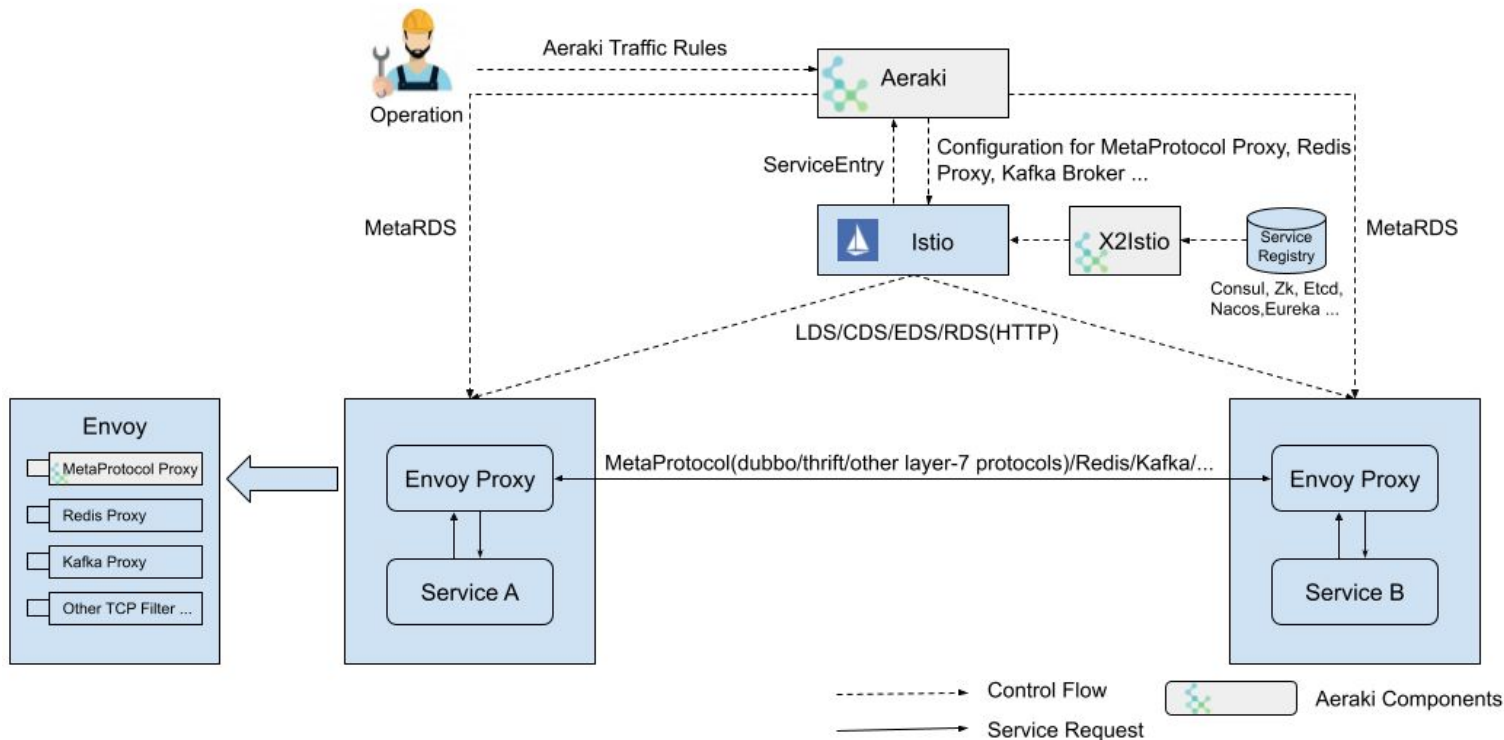 Aeraki Traffic Rules
Aeraki
Operation
ServiceEntry
Configuration for MetaProtocol Proxy, Redis
Proxy, Kafka Broker ...
MetaRDS
Istio
X2Istio
Service
Registry
MetaRDS
Consul, Zk, Etcd,
Nacos,Eureka ...
LDS/CDS/EDS/RDS(HTTP)
Envoy
MetaProtocol Proxy
Redis Proxy
Kafka Proxy
Other TCP Filter ...
Envoy Proxy
Service A
MetaProtocol(dubbo/thrift/other layer-7 protocols)/Redis/Kafka/...
Envoy Proxy
Service B
Control Flow
Service Request
Aeraki Components